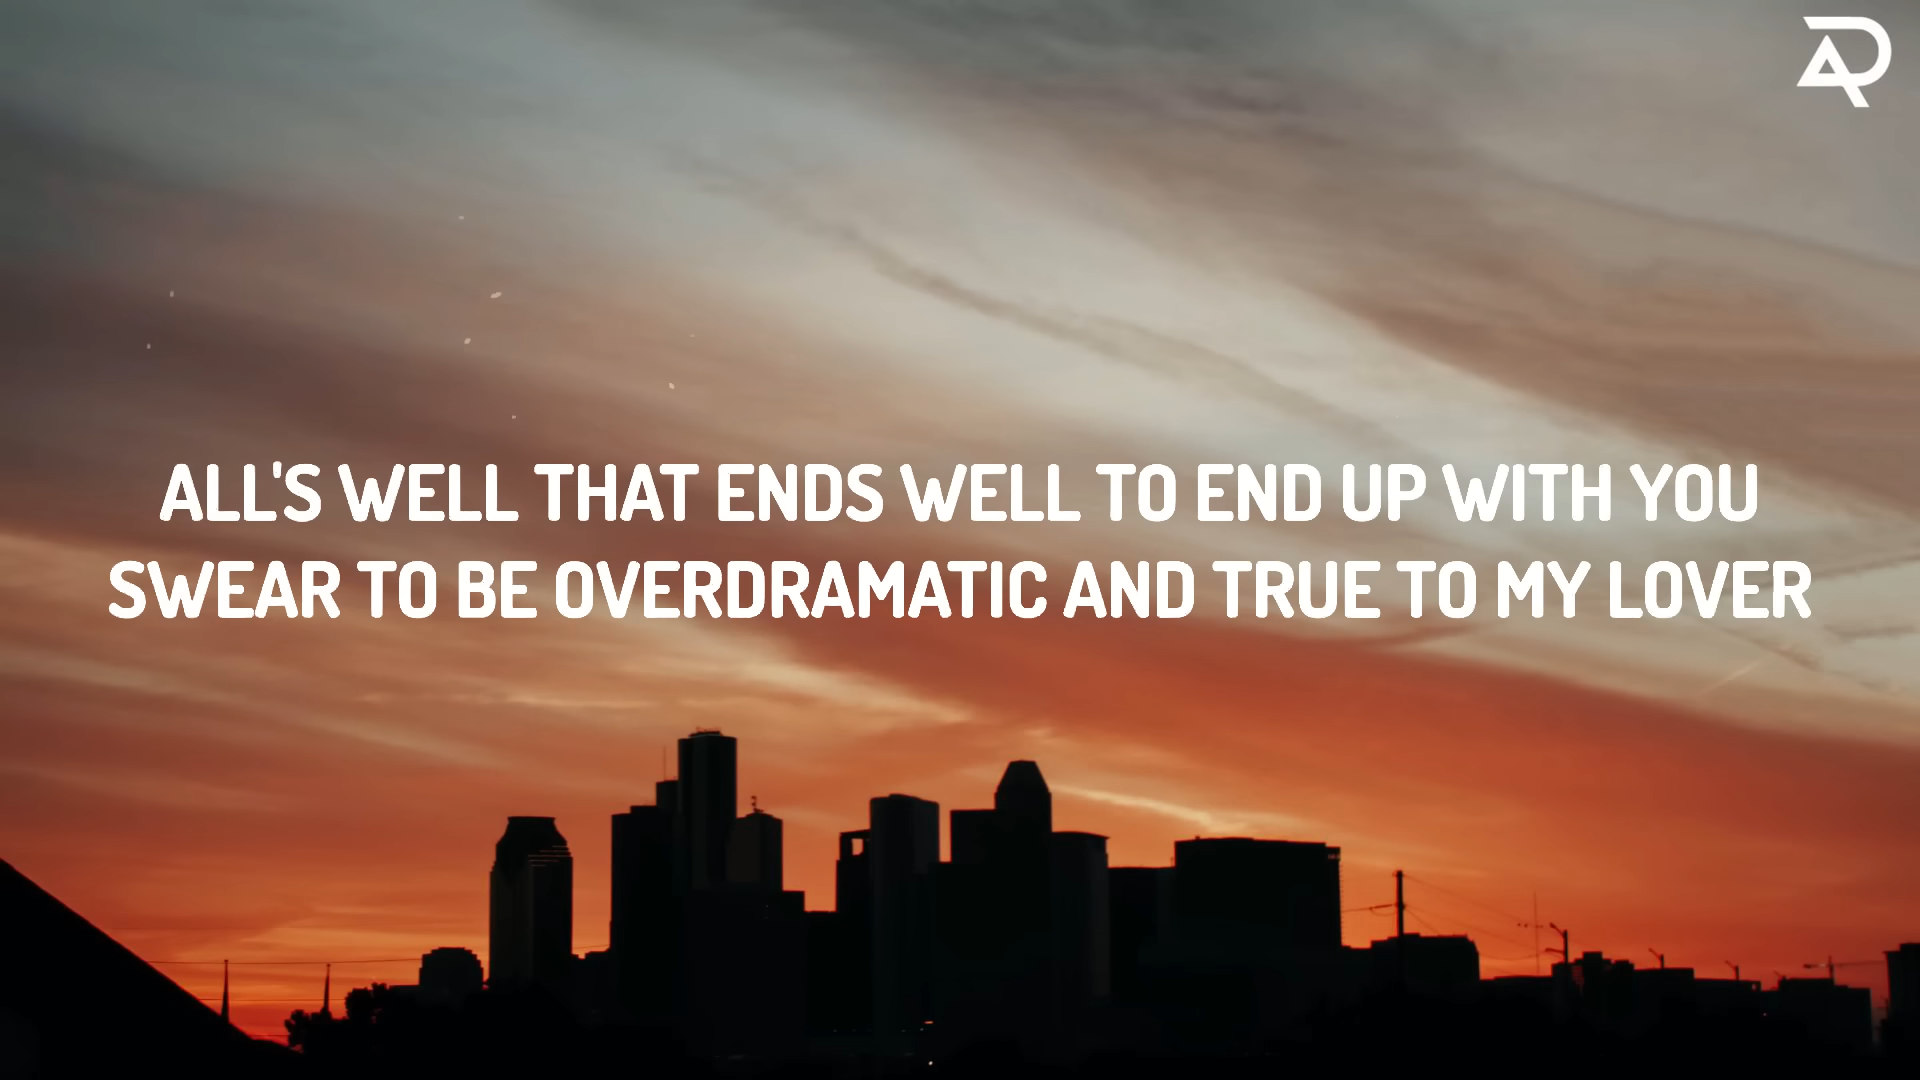 ALL'S WELL THAT ENDS WELL TO END UP WITH YOU
SWEAR TO BE OVERDRAMATIC AND TRUE TO MY LOVER